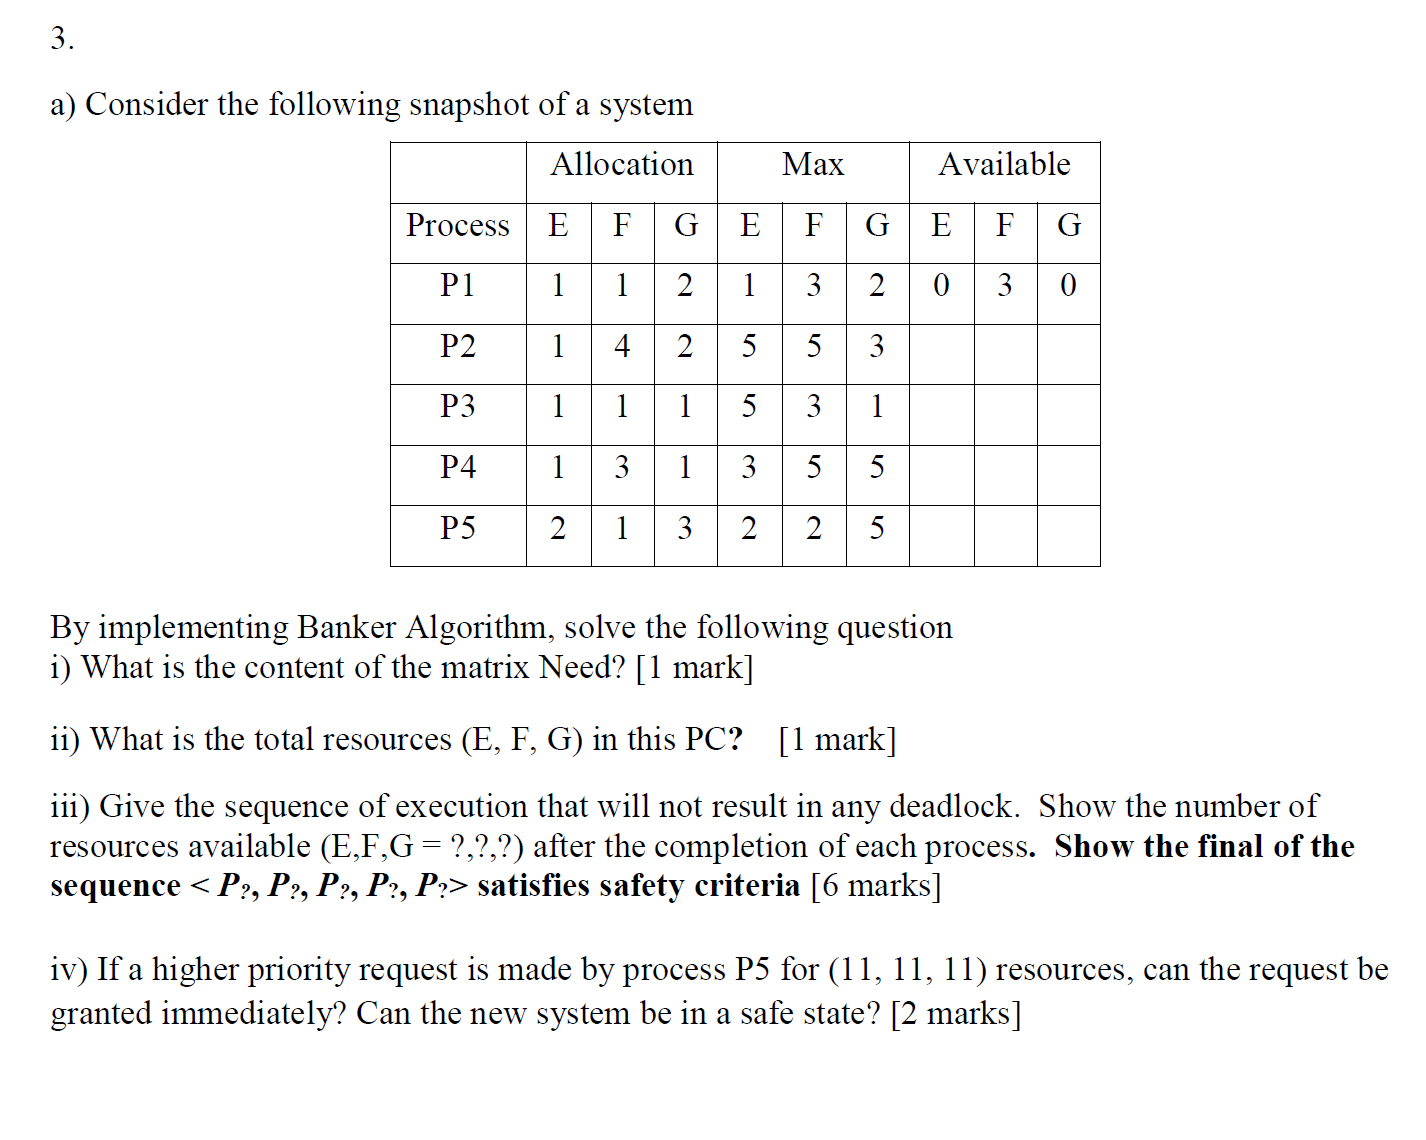 3.
a) Consider the following snapshot of a system
Allocation Max Available
Process E F G E F G E F G
P1 1 1 2 1 3 2 0 3 0
P2 1 4 2 5 5 3
P3 1 1 1 5 3 1
P4 1 3 1 3 5 5
P5 2 1 3 2 2 5
By implementing Banker Algorithm, solve the following question
i) What is the content of the matrix Need? [1 mark]
ii) What is the total resources (E, F, G) in this PC? [1 mark]
iii) Give the sequence of execution that will not result in any deadlock. Show the number of
resources available (E,F,G = ?,?,?) after the completion of each process. Show the final of the
sequence < P?, P?, P?, P?, P?> satisfies safety criteria [6 marks]
iv) If a higher priority request is made by process P5 for (11, 11, 11) resources, can the request be
granted immediately? Can the new system be in a safe state? [2 marks]